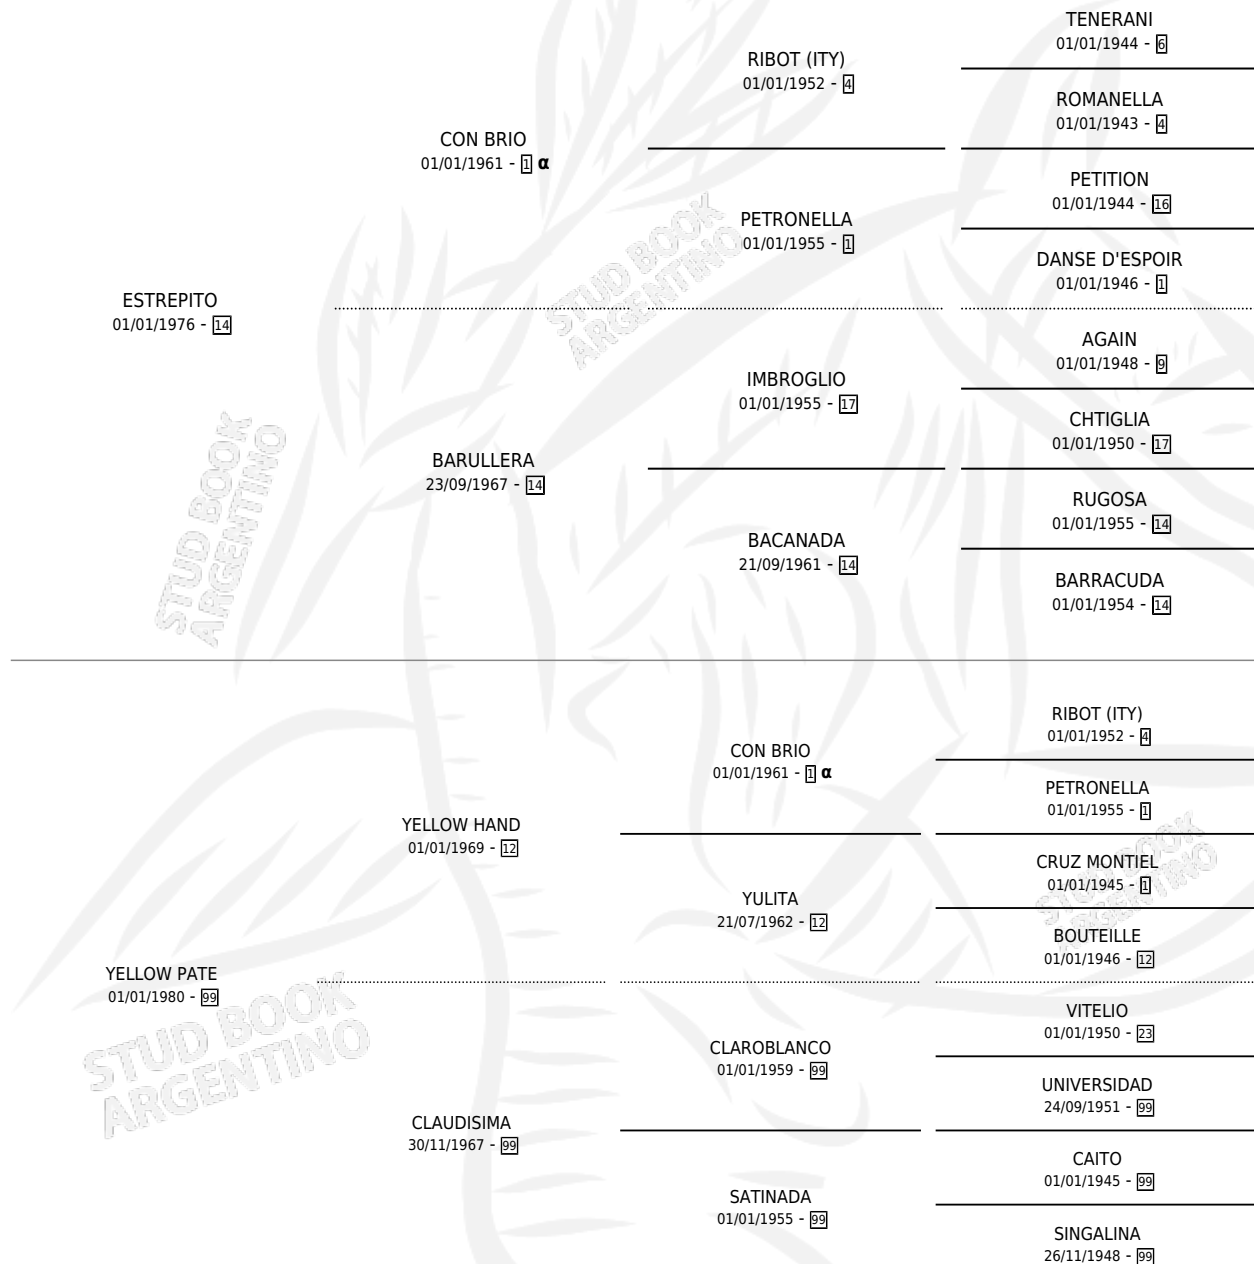 TENERANI
01/01/1944 - 6
RIBOT (ITY)
01/01/1952 - 4
ROMANELLA
01/01/1943 - 4
CON BRIO
01/01/1961 - 1 α
PETITION
01/01/1944 - 16
PETRONELLA
01/01/1955 - 1
DANSE D'ESPOIR
01/01/1946 - 1
STUD BOOK
ARGENTINO
ESTREPITO
01/01/1976 - 14
AGAIN
01/01/1948 - 9
IMBROGLIO
01/01/1955 - 17
CHTIGLIA
01/01/1950 - 17
BARULLERA
23/09/1967 - 14
RUGOSA
01/01/1955 - 14
BACANADA
21/09/1961 - 14
BARRACUDA
01/01/1954 - 14
STUD BOOK
ARGENTINO
RIBOT (ITY)
01/01/1952 - 4
CON BRIO
01/01/1961 - 1 α
PETRONELLA
01/01/1955 - 1
YELLOW HAND
01/01/1969 - 12
CRUZ MONTIEL
01/01/1945 - 1
YULITA
21/07/1962 - 12
BOUTEILLE
01/01/1946 - 12
STUD BOOK
ARGENTINO
YELLOW PATE
01/01/1980 - 99
VITELIO
01/01/1950 - 23
CLAROBLANCO
01/01/1959 - 99
UNIVERSIDAD
24/09/1951 - 99
STUD BOOK
ARGENTINO
CLAUDISIMA
30/11/1967 - 99
CAITO
01/01/1945 - 99
SATINADA
01/01/1955 - 99
SINGALINA
26/11/1948 - 99